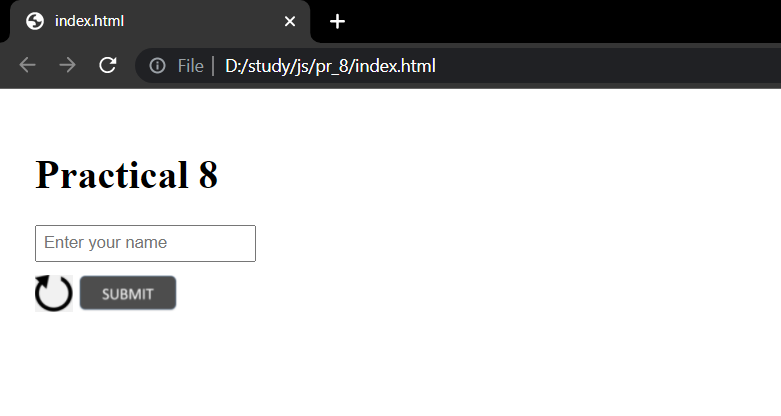 index.html
File | D:/study/js/pr_8/index.html
Practical 8
Enter your name
SUBMIT